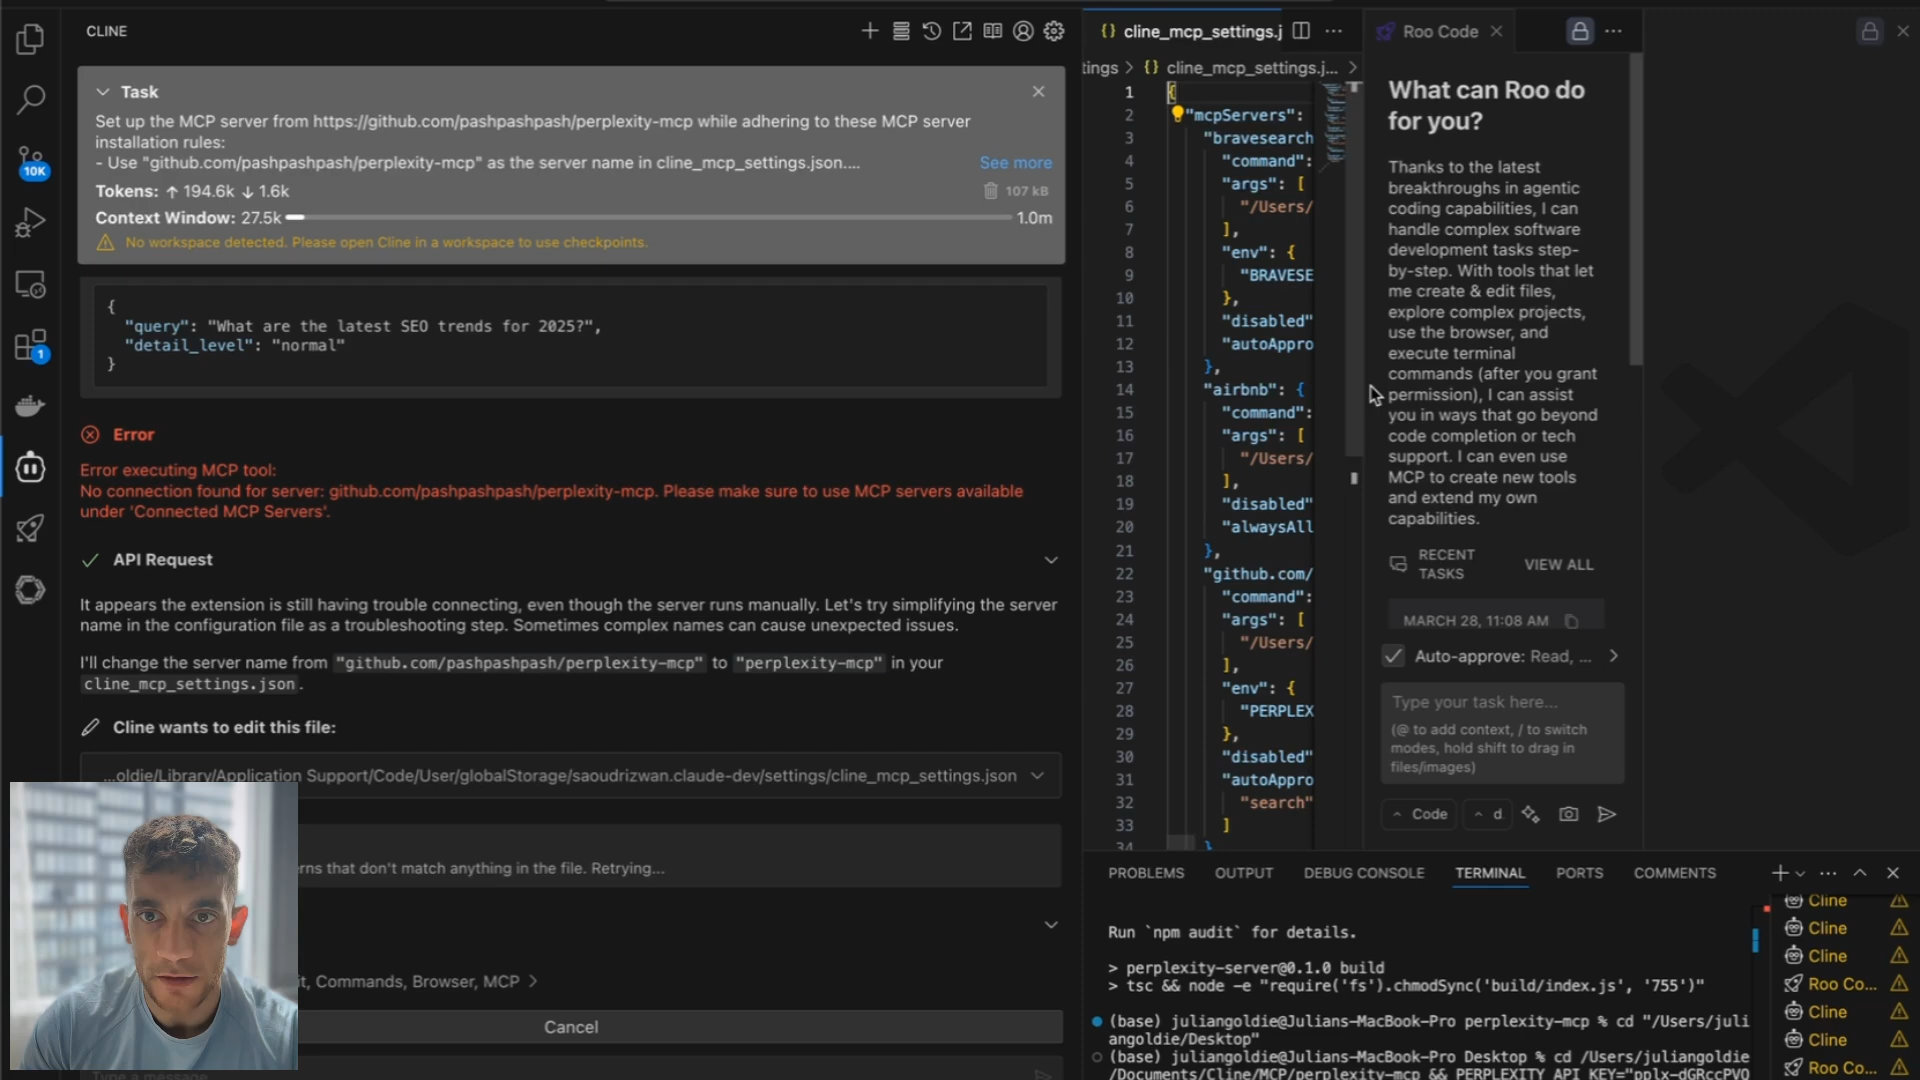 CLINE
Task
Set up the MCP server from https://github.com/pashpashpash/perplexity-mcp while adhering to these MCP server
installation rules:
- Use "github.com/pashpashpash/perplexity-mcp" as the server name in cline_mcp_settings.json....
See more
Tokens: ↑ 194.6k ↓ 1.6k
107 kB
Context Window: 27.5k
1.0m
No workspace detected. Please open Cline in a workspace to use checkpoints.
{
"query": "What are the latest SEO trends for 2025?",
"detail_level": "normal"
}
Error
Error executing MCP tool:
No connection found for server: github.com/pashpashpash/perplexity-mcp. Please make sure to use MCP servers available
under 'Connected MCP Servers'.
API Request
It appears the extension is still having trouble connecting, even though the server runs manually. Let's try simplifying the server
name in the configuration file as a troubleshooting step. Sometimes complex names can cause unexpected issues.
I'll change the server name from "github.com/pashpashpash/perplexity-mcp" to "perplexity-mcp" in your
cline_mcp_settings.json.
Cline wants to edit this file:
...oldie/Library/Application Support/Code/User/globalStorage/saoudrizwan.claude-dev/settings/cline_mcp_settings.json
that don't match anything in the file. Retrying...
Commands, Browser, MCP >
Cancel
Type a message
10K
1
{} cline_mcp_settings.j
tings > {} cline_mcp_settings.j... >
1 {
2 "mcpServers":
3 "bravesearch
4 "command":
5 "args": [
6 "/Users/
7 ],
8 "env": {
9 "BRAVESE
10 },
11 "disabled"
12 "autoAppro
13 },
14 "airbnb": {
15 "command":
16 "args": [
17 "/Users/
18 ],
19 "disabled"
20 "alwaysAll
21 },
22 "github.com/
23 "command":
24 "args": [
25 "/Users/
26 ],
27 "env": {
28 "PERPLEX
29 },
30 "disabled"
31 "autoAppro
32 "search"
33 ]
34 }
Roo Code
What can Roo do
for you?
Thanks to the latest
breakthroughs in agentic
coding capabilities, I can
handle complex software
development tasks step-
by-step. With tools that let
me create & edit files,
explore complex projects,
use the browser, and
execute terminal
commands (after you grant
permission), I can assist
you in ways that go beyond
code completion or tech
support. I can even use
MCP to create new tools
and extend my own
capabilities.
RECENT
TASKS
VIEW ALL
MARCH 28, 11:08 AM
Auto-approve: Read, ... >
Type your task here...
(@ to add context, / to switch
modes, hold shift to drag in
files/images)
Code
d
PROBLEMS OUTPUT DEBUG CONSOLE TERMINAL PORTS COMMENTS
Run `npm audit` for details.
> perplexity-server@0.1.0 build
> tsc && node -e "require('fs').chmodSync('build/index.js', '755')"
(base) juliangoldie@Julians-MacBook-Pro perplexity-mcp % cd "/Users/juli
angoldie/Desktop"
(base) juliangoldie@Julians-MacBook-Pro Desktop % cd /Users/juliangoldie
/Documents/Cline/MCP/perplexity-mcp && PERPLEXITY_API_KEY="pplx-dGRccPVQ
Cline
Cline
Cline
Roo Co...
Cline
Cline
Roo Co...